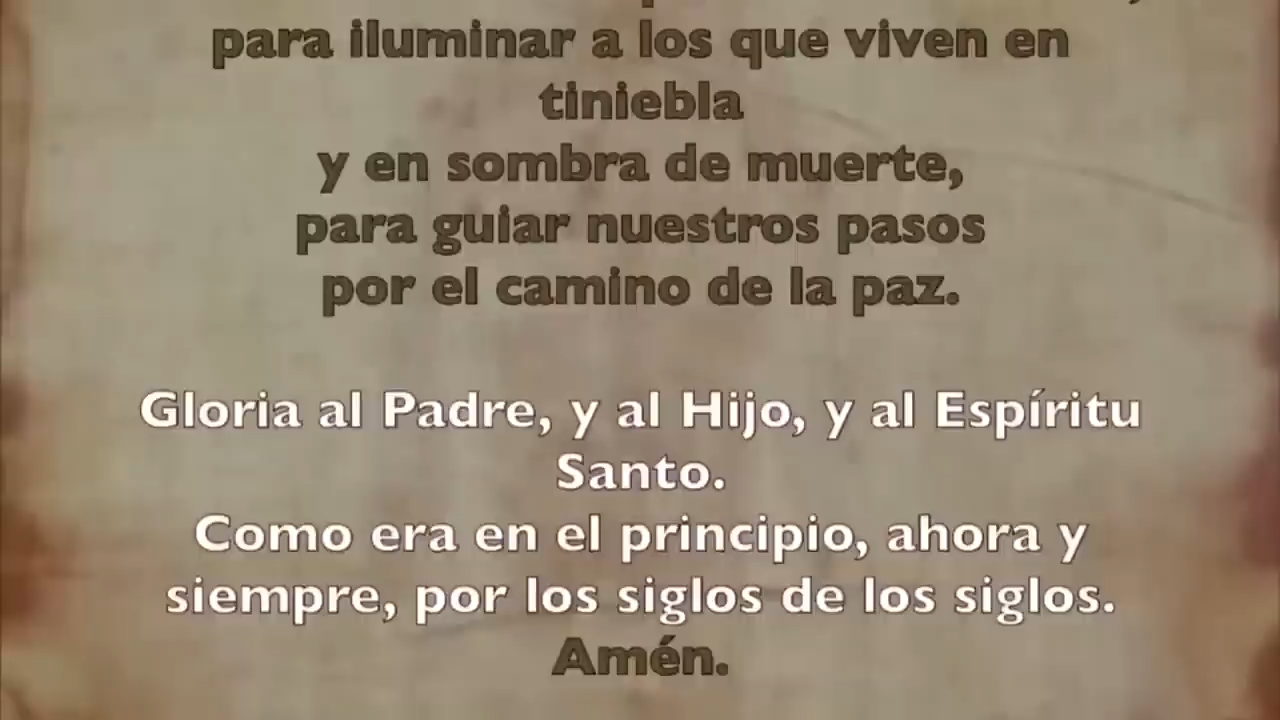 para iluminar a los que viven en
tiniebla
y en sombra de muerte,
para guiar nuestros pasos
por el camino de la paz.
Gloria al Padre, y al Hijo, y al Espíritu
Santo.
Como era en el principio, ahora y
siempre, por los siglos de los siglos.
Amén.